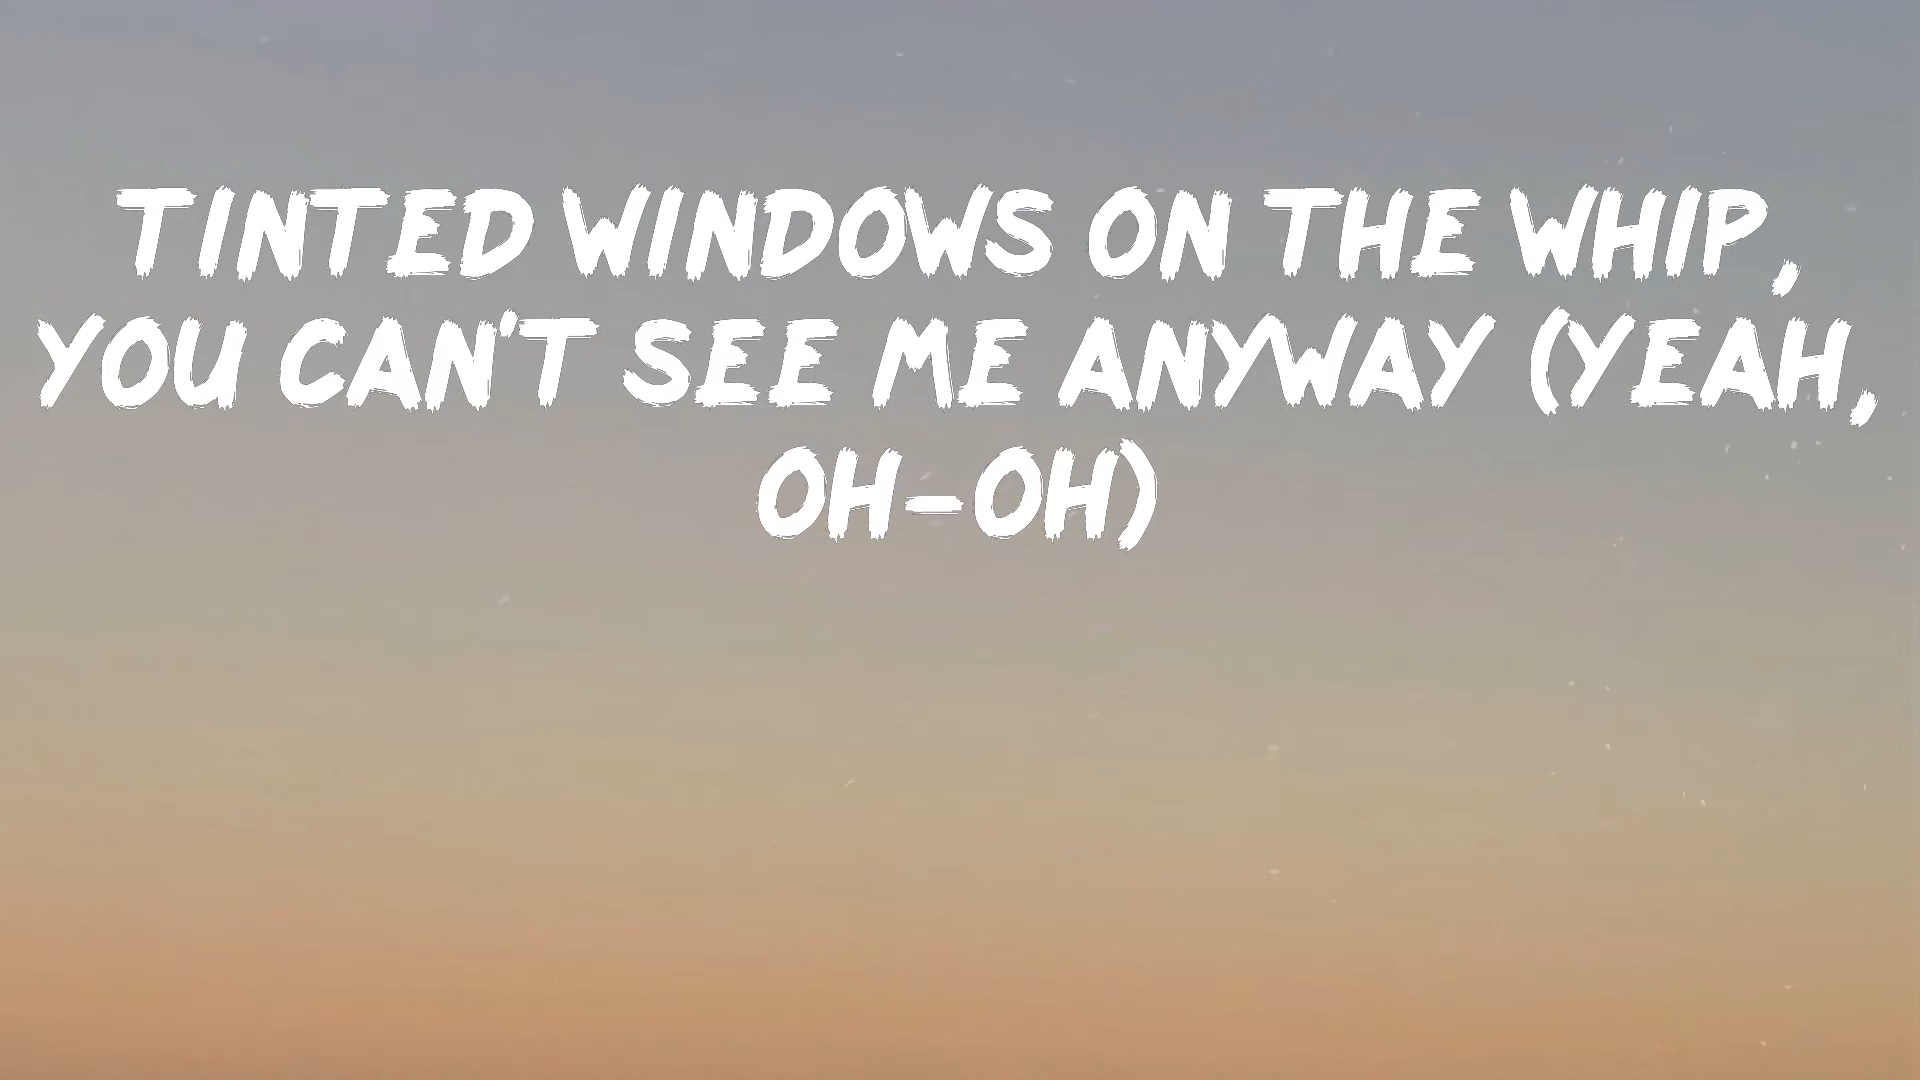 TINTED WINDOWS ON THE WHIP,
YOU CAN'T SEE ME ANYWAY (YEAH,
OH-OH)